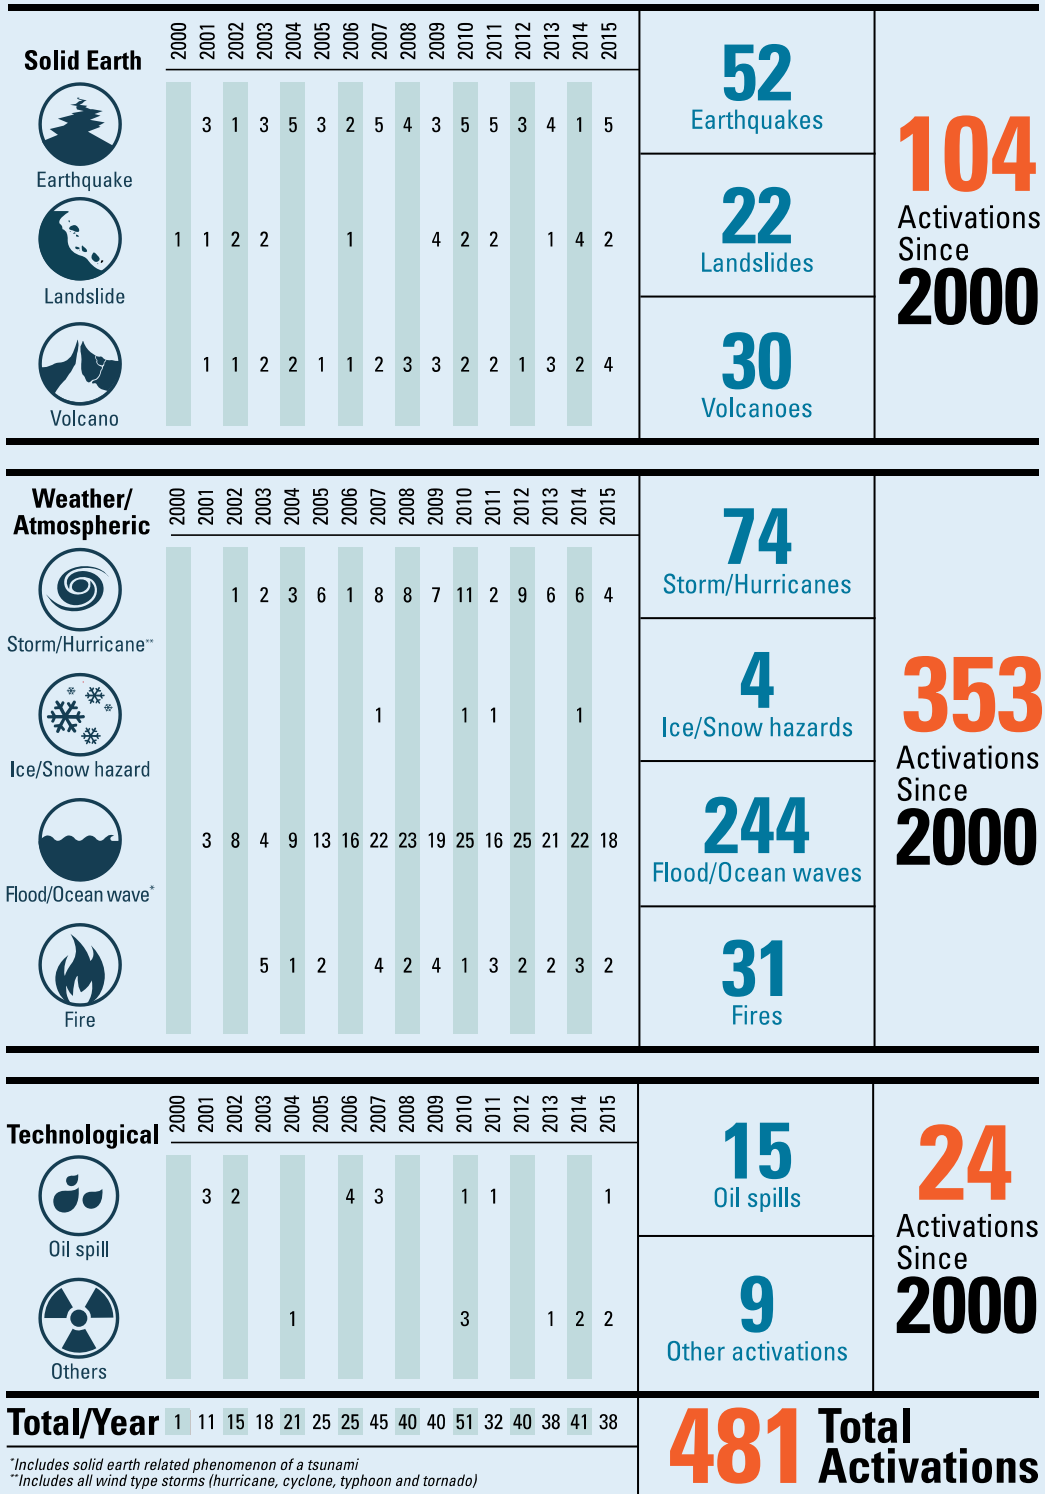 Solid Earth
2000 2001 2002 2003 2004 2005 2006 2007 2008 2009 2010 2011 2012 2013 2014 2015
3 1 3 5 3 2 5 4 3 5 5 3 4 1 5
Earthquake
1 1 2 2 1 4 2 2 1 4 2
Landslide
1 1 2 2 1 1 2 3 3 2 2 1 3 2 4
Volcano
52
Earthquakes
22
Landslides
30
Volcanoes
104
Activations
Since
2000
Weather/
Atmospheric
2000 2001 2002 2003 2004 2005 2006 2007 2008 2009 2010 2011 2012 2013 2014 2015
1 2 3 6 1 8 8 7 11 2 9 6 6 4
Storm/Hurricane**
1 1 1 1
Ice/Snow hazard
3 8 4 9 13 16 22 23 19 25 16 25 21 22 18
Flood/Ocean wave*
5 1 2 4 2 4 1 3 2 2 3 2
Fire
74
Storm/Hurricanes
4
Ice/Snow hazards
244
Flood/Ocean waves
31
Fires
353
Activations
Since
2000
Technological
2000 2001 2002 2003 2004 2005 2006 2007 2008 2009 2010 2011 2012 2013 2014 2015
3 2 4 3 1 1 1
Oil spill
1 3 1 2 2
Others
15
Oil spills
9
Other activations
24
Activations
Since
2000
Total/Year 1 11 15 18 21 25 25 45 40 40 51 32 40 38 41 38
*Includes solid earth related phenomenon of a tsunami
**Includes all wind type storms (hurricane, cyclone, typhoon and tornado)
481 Total
Activations